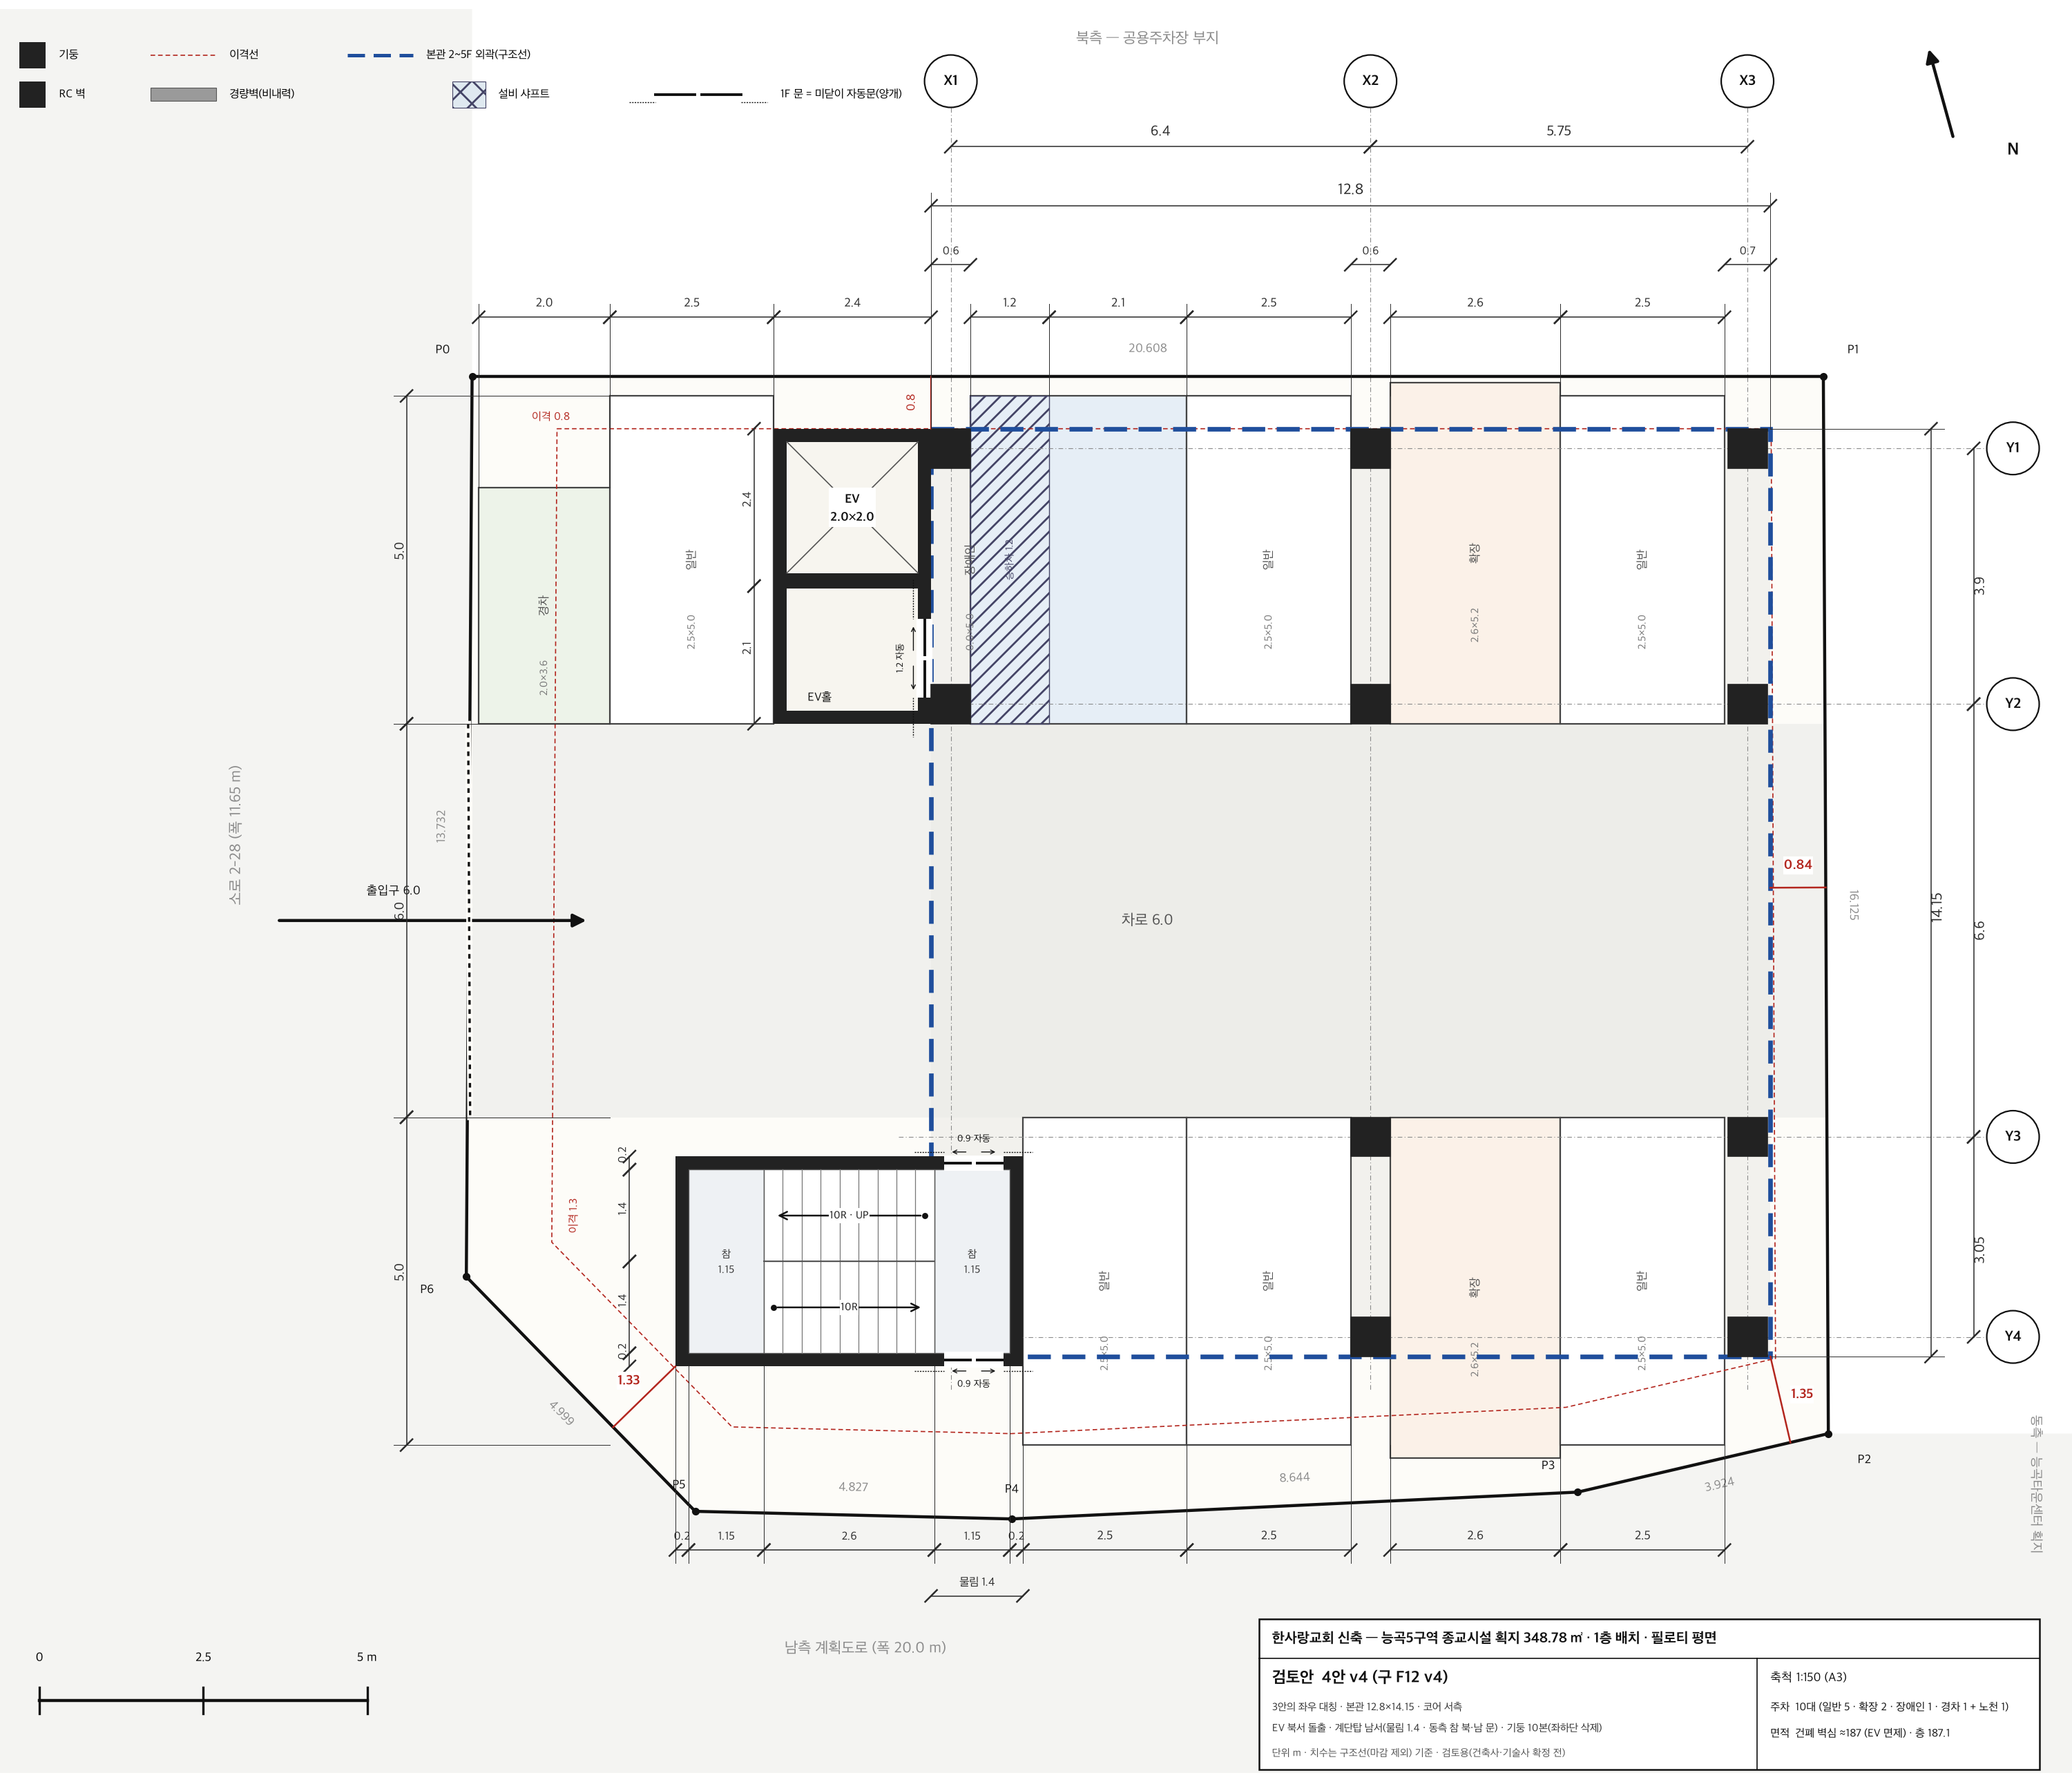 북측 — 공용주차장 부지
기둥
이격선
본관 2~5F 외곽(구조선)
RC 벽
경량벽(비내력)
설비 샤프트
1F 문 = 미닫이 자동문(양개)
X1
X2
X3
N
6.4
5.75
12.8
0.6
0.6
0.7
2.0
2.5
2.4
1.2
2.1
2.5
2.6
2.5
20.608
P0
P1
이격 0.8
0.8
Y1
EV
2.0×2.0
2.4
2.1
5.0
경차
2.0×3.6
일반
2.5×5.0
EV홀
1.2 자동
장애인
승하차 1.2
일반
2.5×5.0
확장
2.6×5.2
일반
2.5×5.0
3.9
Y2
소로 2-28 (폭 11.65 m)
13.732
출입구 6.0
6.0
차로 6.0
0.84
16.125
14.15
6.6
Y3
0.9 자동
0.2
1.4
1.4
0.2
이격 1.3
10R · UP
10R
참
1.15
참
1.15
5.0
일반
2.5×5.0
일반
2.5×5.0
확장
2.6×5.2
일반
2.5×5.0
3.05
Y4
P6
1.33
0.9 자동
1.35
4.999
P5
4.827
P4
8.644
P3
3.924
P2
동측 — 능곡타운센터 획지
0.2
1.15
2.6
1.15
0.2
2.5
2.5
2.6
2.5
물림 1.4
남측 계획도로 (폭 20.0 m)
0
2.5
5 m
한사랑교회 신축 — 능곡5구역 종교시설 획지 348.78 ㎡ · 1층 배치 · 필로티 평면
검토안 4안 v4 (구 F12 v4)
3안의 좌우 대칭 · 본관 12.8×14.15 · 코어 서측
EV 북서 돌출 · 계단탑 남서(물림 1.4 · 동측 참 북·남 문) · 기둥 10본(좌하단 삭제)
단위 m · 치수는 구조선(마감 제외) 기준 · 검토용(건축사·기술사 확정 전)
축척 1:150 (A3)
주차 10대 (일반 5 · 확장 2 · 장애인 1 · 경차 1 + 노천 1)
면적 건폐 벽심 ≈187 (EV 면제) · 층 187.1